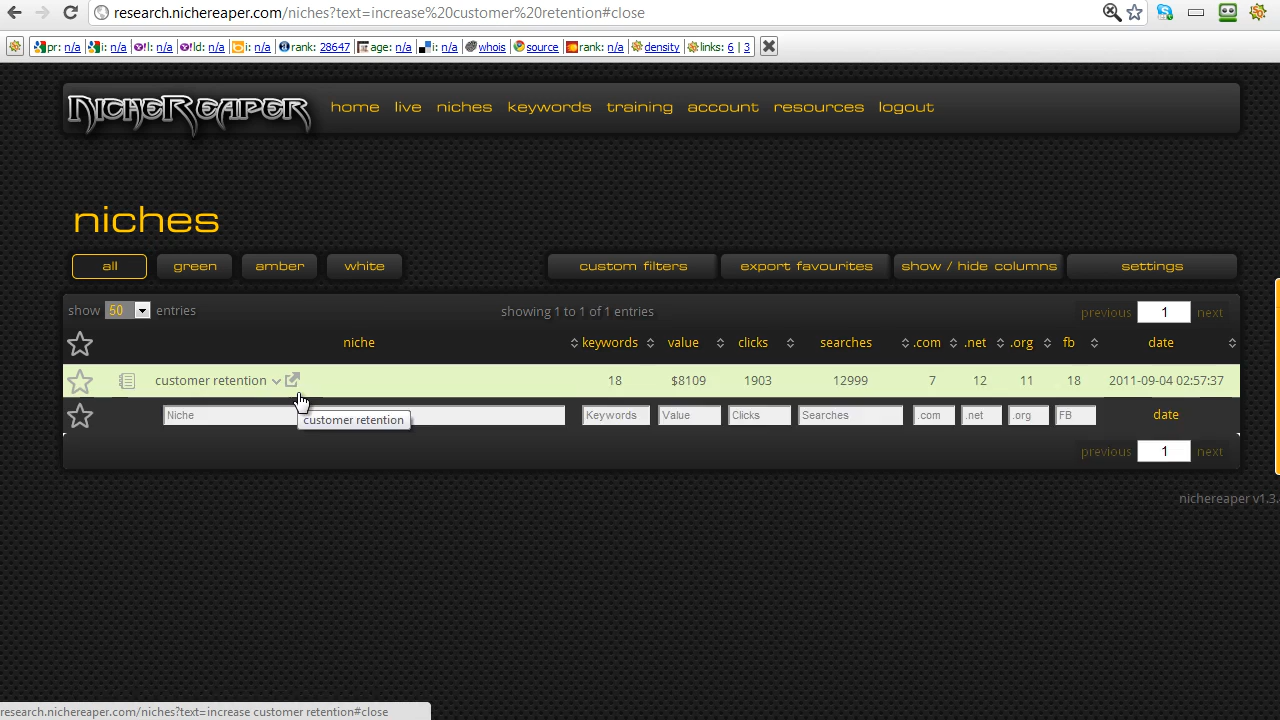 research.nichereaper.com/niches?text=increase%20customer%20retention#close
pr: n/a i: n/a l: n/a ld: n/a i: n/a rank: 28647 age: n/a i: n/a whois source rank: n/a density links: 6 | 3
NICHEREAPER home live niches keywords training account resources logout
niches
all green amber white custom filters export favourites show / hide columns settings
show 50 entries showing 1 to 1 of 1 entries previous 1 next
niche keywords value clicks searches .com .net .org fb date
customer retention 18 $8109 1903 12999 7 12 11 18 2011-09-04 02:57:37
Niche Keywords Value Clicks Searches .com .net .org FB date
customer retention
previous 1 next
nichereaper v1.3.
research.nichereaper.com/niches?text=increase customer retention#close